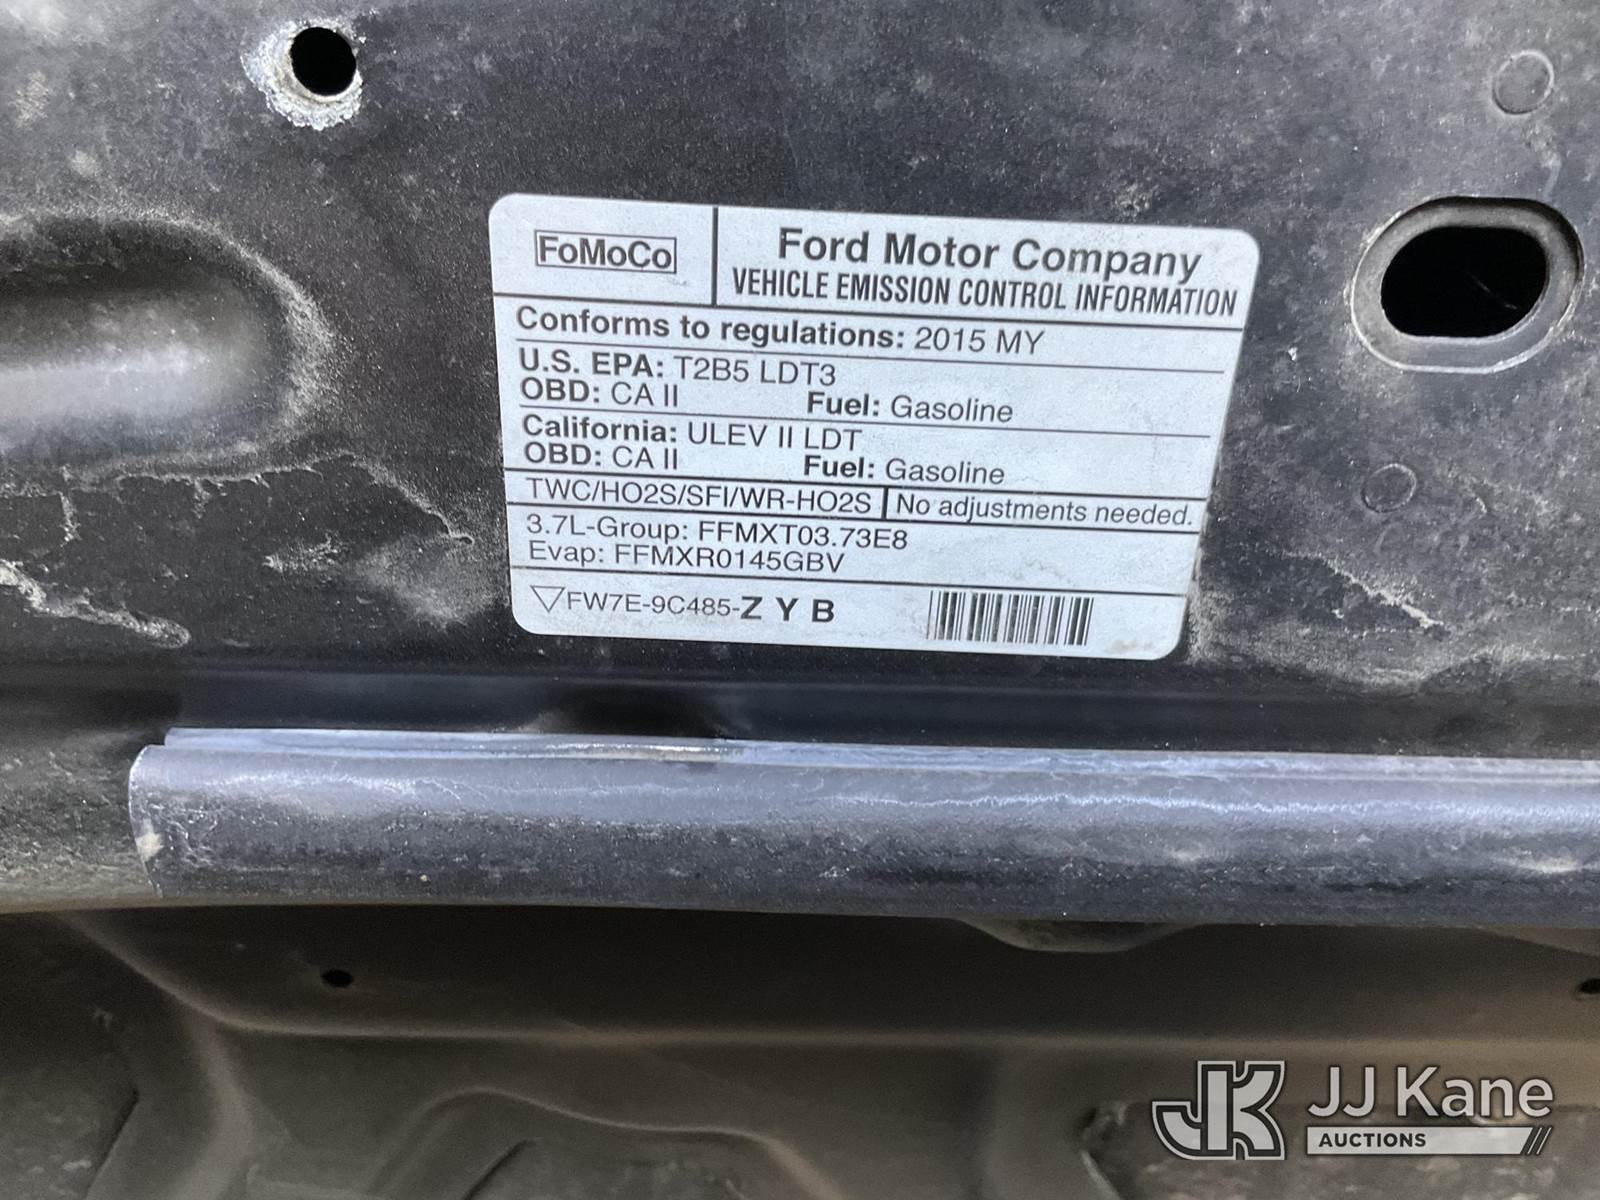 FoMoCo
Ford Motor Company
VEHICLE EMISSION CONTROL INFORMATION
Conforms to regulations: 2015 MY
U.S. EPA: T2B5 LDT3
OBD: CA II Fuel: Gasoline
California: ULEV II LDT
OBD: CA II Fuel: Gasoline
TWC/HO2S/SFI/WR-HO2S No adjustments needed.
3.7L-Group: FFMXT03.73E8
Evap: FFMXR0145GBV
FW7E-9C485-Z Y B
JK JJ Kane
AUCTIONS